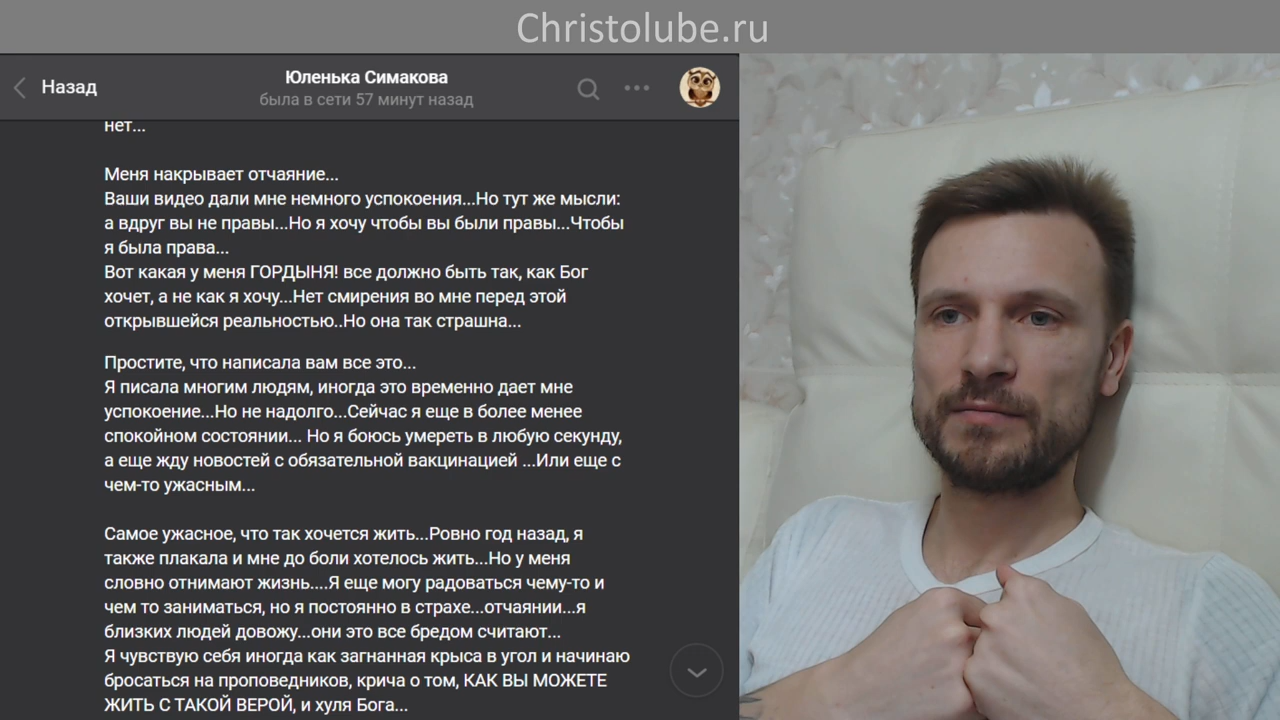 Christolube.ru
Назад
Юленька Симакова
была в сети 57 минут назад
нет...
Меня накрывает отчаяние...
Ваши видео дали мне немного успокоения...Но тут же мысли:
а вдруг вы не правы...Но я хочу чтобы вы были правы...Чтобы
я была права...
Вот какая у меня ГОРДЫНЯ! все должно быть так, как Бог
хочет, а не как я хочу...Нет смирения во мне перед этой
открывшейся реальностью..Но она так страшна...
Простите, что написала вам все это...
Я писала многим людям, иногда это временно дает мне
успокоение...Но не надолго...Сейчас я еще в более менее
спокойном состоянии... Но я боюсь умереть в любую секунду,
а еще жду новостей с обязательной вакцинацией ...Или еще с
чем-то ужасным...
Самое ужасное, что так хочется жить...Ровно год назад, я
также плакала и мне до боли хотелось жить...Но у меня
словно отнимают жизнь....Я еще могу радоваться чему-то и
чем то заниматься, но я постоянно в страхе...отчаянии...я
близких людей довожу...они это все бредом считают...
Я чувствую себя иногда как загнанная крыса в угол и начинаю
бросаться на проповедников, крича о том, КАК ВЫ МОЖЕТЕ
ЖИТЬ С ТАКОЙ ВЕРОЙ, и хуля Бога...